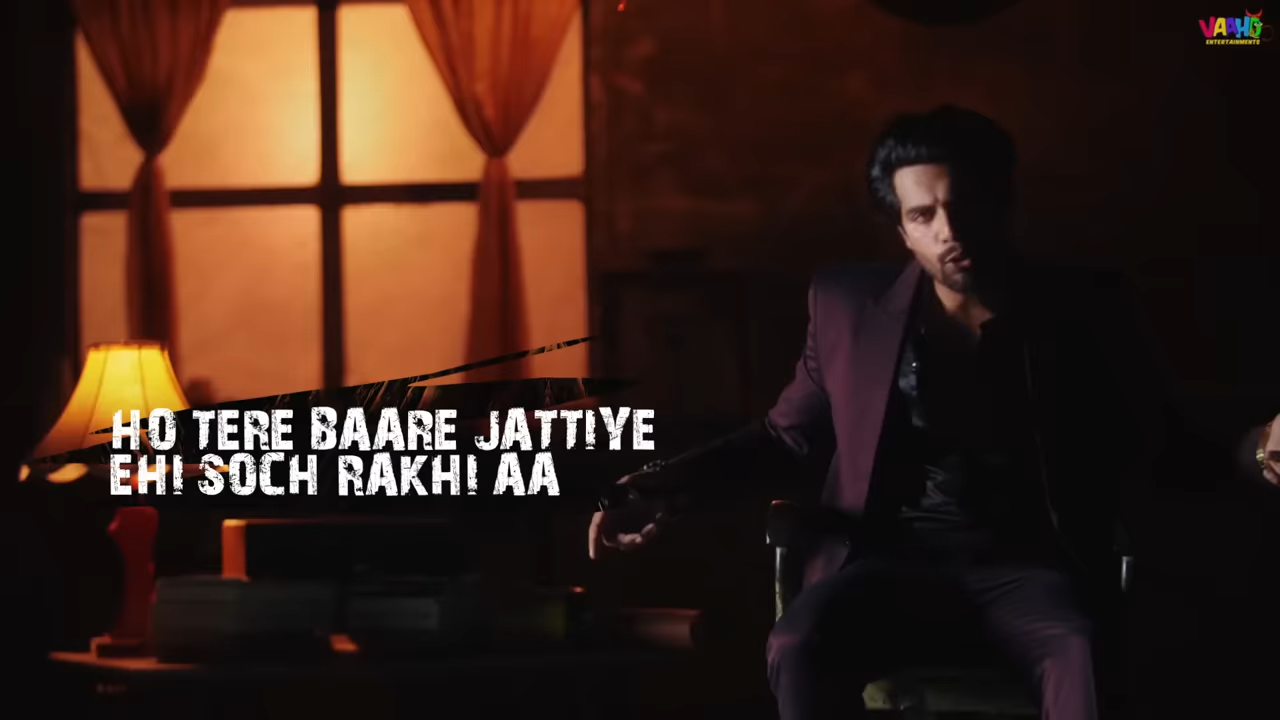 VAAHO
ENTERTAINMENTS
HO TERE BAARE JATTIYE
EHI SOCH RAKHI AA